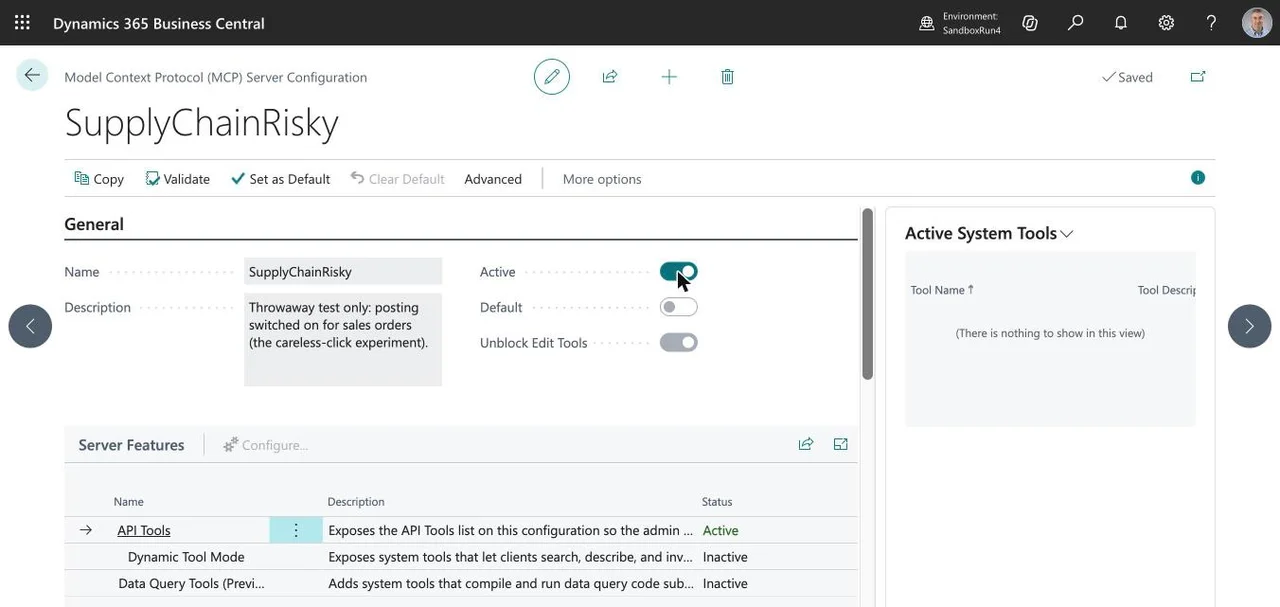 Dynamics 365 Business Central
Environment:
SandboxRun4
?
Model Context Protocol (MCP) Server Configuration
Saved
SupplyChainRisky
Copy Validate Set as Default Clear Default Advanced More options
General
Name SupplyChainRisky
Description Throwaway test only: posting
switched on for sales orders
(the careless-click experiment).
Active
Default
Unblock Edit Tools
Active System Tools
Tool Name ↑ Tool Descrip
(There is nothing to show in this view)
Server Features Configure...
Name Description Status
API Tools Exposes the API Tools list on this configuration so the admin ... Active
Dynamic Tool Mode Exposes system tools that let clients search, describe, and inv... Inactive
Data Query Tools (Previ... Adds system tools that compile and run data query code sub... Inactive